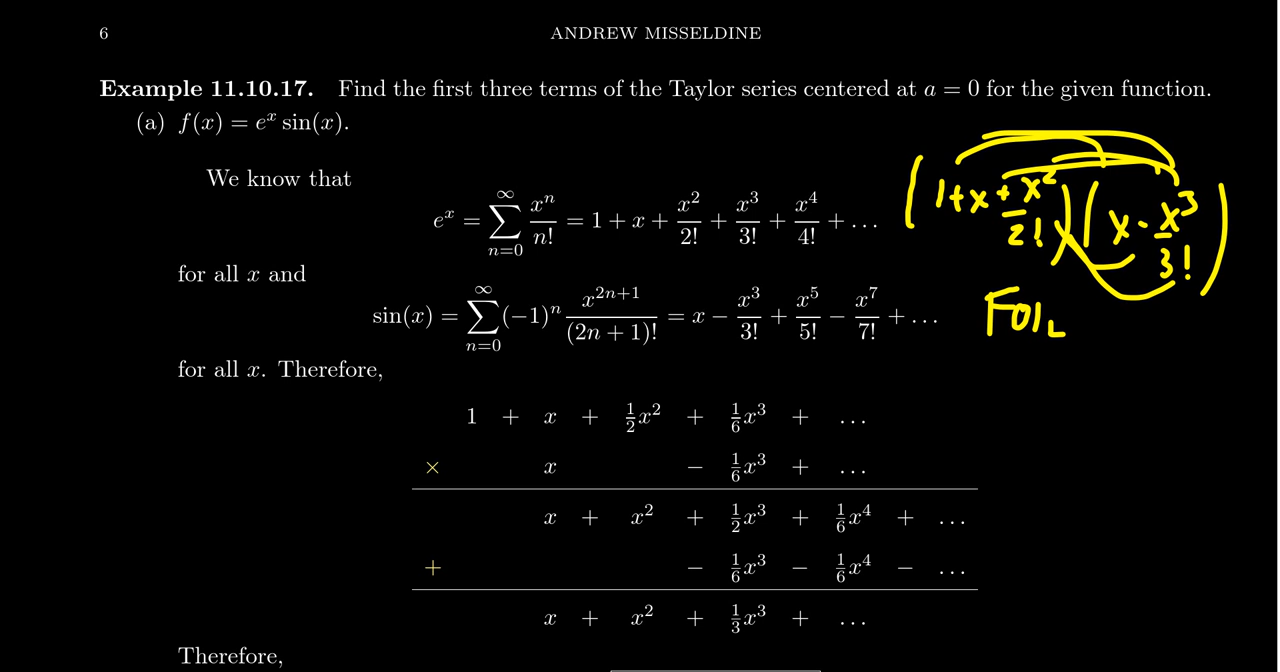 6 ANDREW MISSELDINE
Example 11.10.17. Find the first three terms of the Taylor series centered at a = 0 for the given function.
(a) f(x) = e^x sin(x).
We know that
e^x = ∑_{n=0}^{∞} x^n/n! = 1 + x + x^2/2! + x^3/3! + x^4/4! + …
(1 + x + x^2/2!)(x - x^3/3!)
for all x and
sin(x) = ∑_{n=0}^{∞} (−1)^n x^{2n+1}/(2n + 1)! = x − x^3/3! + x^5/5! − x^7/7! + …
FOIL
for all x. Therefore,
1 + x + 1/2 x^2 + 1/6 x^3 + …
× x − 1/6 x^3 + …
x + x^2 + 1/2 x^3 + 1/6 x^4 + …
+ − 1/6 x^3 − 1/6 x^4 − …
x + x^2 + 1/3 x^3 + …
Therefore,